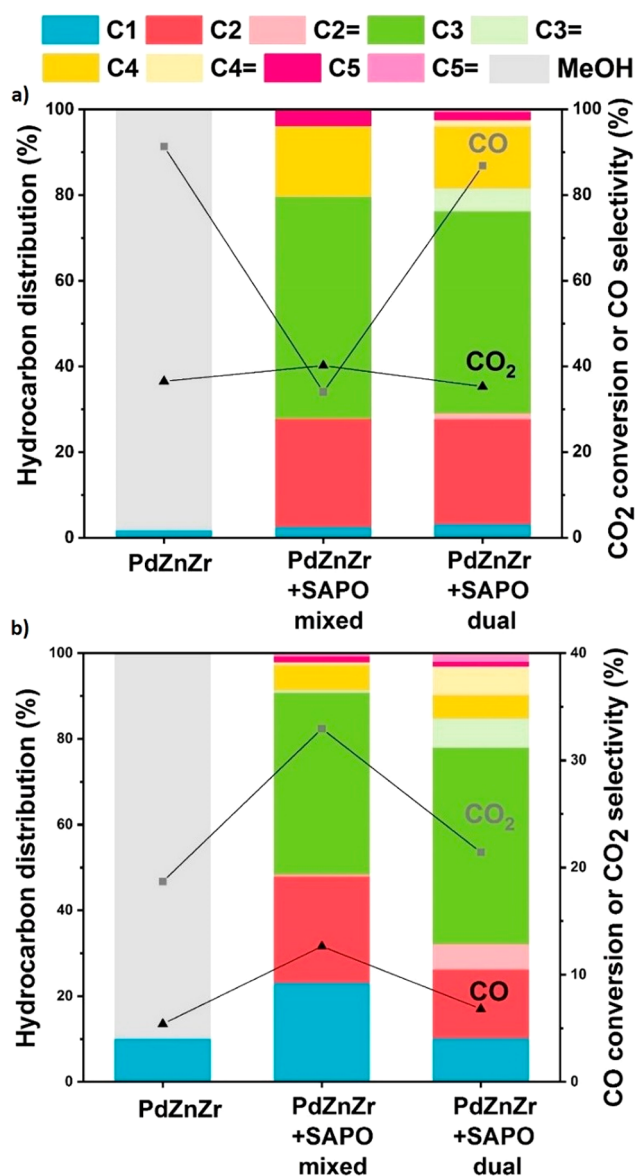 C1 C2 C2= C3 C3=
C4 C4= C5 C5= MeOH
a)
Hydrocarbon distribution (%)
100
80
60
40
20
0
100
80
60
40
20
0
CO₂ conversion or CO selectivity (%)
CO
CO₂
PdZnZr PdZnZr PdZnZr
+SAPO +SAPO
mixed dual
b)
Hydrocarbon distribution (%)
100
80
60
40
20
0
40
30
20
10
0
CO conversion or CO₂ selectivity (%)
CO₂
CO
PdZnZr PdZnZr PdZnZr
+SAPO +SAPO
mixed dual